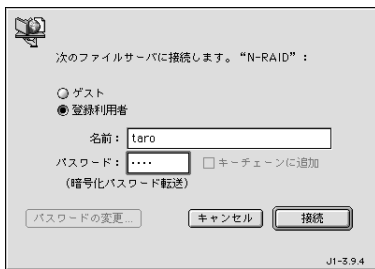 次のファイルサーバに接続します。“N-RAID”：
ゲスト
登録利用者
名前： taro
パスワード： •••• キーチェーンに追加
(暗号化パスワード転送)
パスワードの変更... キャンセル 接続
J1-3.9.4